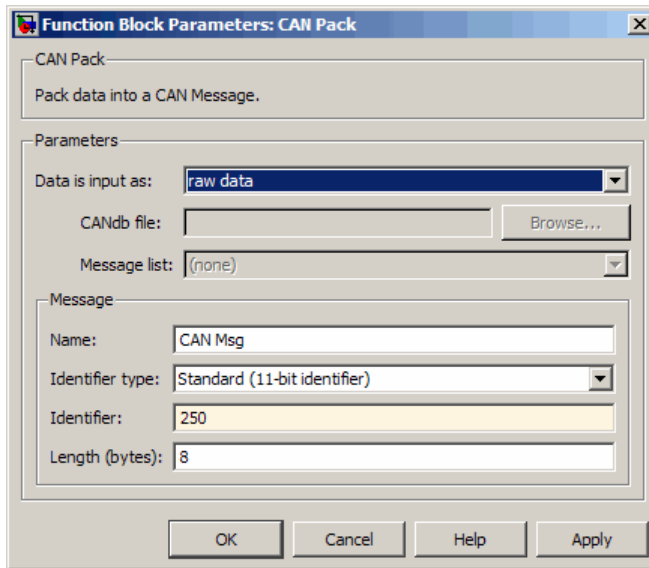 Function Block Parameters: CAN Pack
CAN Pack
Pack data into a CAN Message.
Parameters
Data is input as: raw data
CANdb file: Browse...
Message list: (none)
Message
Name: CAN Msg
Identifier type: Standard (11-bit identifier)
Identifier: 250
Length (bytes): 8
OK Cancel Help Apply